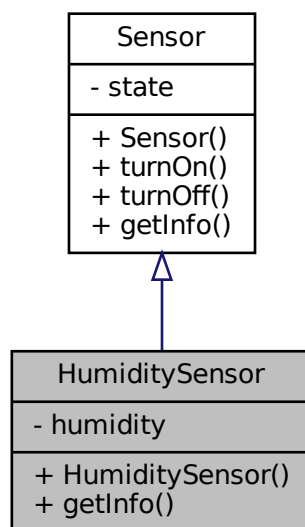 Sensor
- state
+ Sensor()
+ turnOn()
+ turnOff()
+ getInfo()
HumiditySensor
- humidity
+ HumiditySensor()
+ getInfo()